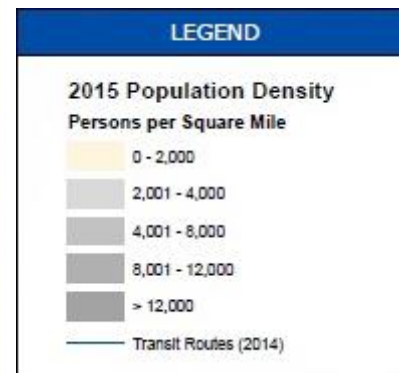 LEGEND
2015 Population Density
Persons per Square Mile
0 - 2,000
2,001 - 4,000
4,001 - 8,000
8,001 - 12,000
> 12,000
Transit Routes (2014)